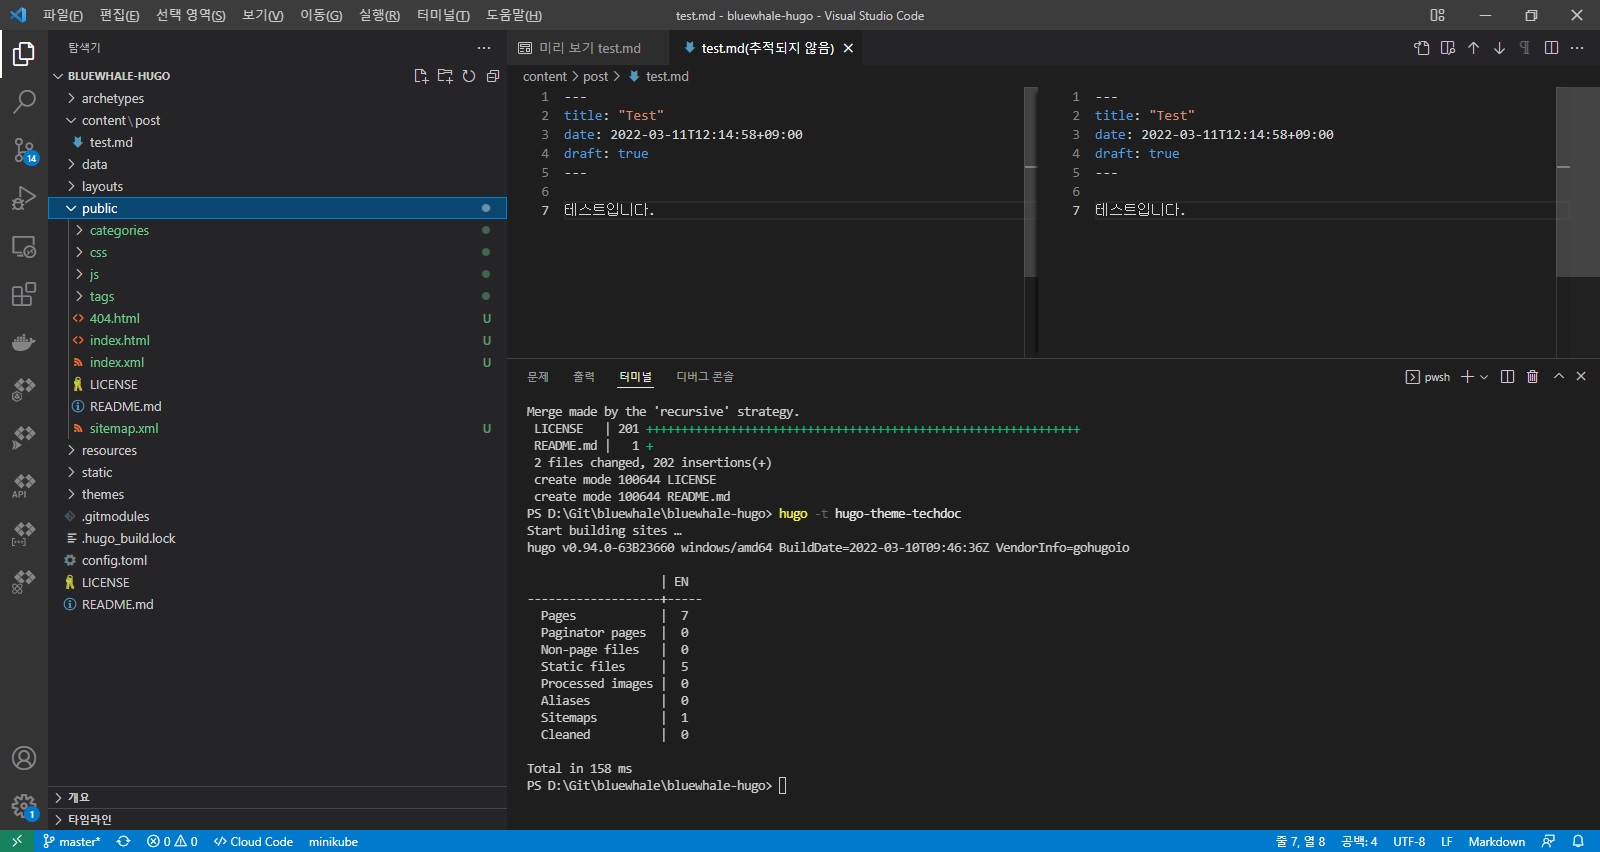 파일(F) 편집(E) 선택 영역(S) 보기(V) 이동(G) 실행(R) 터미널(T) 도움말(H) test.md - bluewhale-hugo - Visual Studio Code
탐색기
BLUEWHALE-HUGO
archetypes
content\post
test.md
data
layouts
public
categories
css
js
tags
404.html U
index.html U
index.xml U
LICENSE
README.md
sitemap.xml U
resources
static
themes
.gitmodules
.hugo_build.lock
config.toml
LICENSE
README.md
개요
타임라인
14
API
1
미리 보기 test.md test.md(추적되지 않음)
content > post > test.md
1 ---
2 title: "Test"
3 date: 2022-03-11T12:14:58+09:00
4 draft: true
5 ---
6
7 테스트입니다.
1 ---
2 title: "Test"
3 date: 2022-03-11T12:14:58+09:00
4 draft: true
5 ---
6
7 테스트입니다.
문제 출력 터미널 디버그 콘솔 pwsh
Merge made by the 'recursive' strategy.
LICENSE | 201 ++++++++++++++++++++++++++++++++++++++++++++++++++++++++++++++
README.md | 1 +
2 files changed, 202 insertions(+)
create mode 100644 LICENSE
create mode 100644 README.md
PS D:\Git\bluewhale\bluewhale-hugo> hugo -t hugo-theme-techdoc
Start building sites …
hugo v0.94.0-63B23660 windows/amd64 BuildDate=2022-03-10T09:46:36Z VendorInfo=gohugoio
| EN
-------------------+-----
Pages | 7
Paginator pages | 0
Non-page files | 0
Static files | 5
Processed images | 0
Aliases | 0
Sitemaps | 1
Cleaned | 0
Total in 158 ms
PS D:\Git\bluewhale\bluewhale-hugo>
master* 0 0 Cloud Code minikube 줄 7, 열 8 공백: 4 UTF-8 LF Markdown